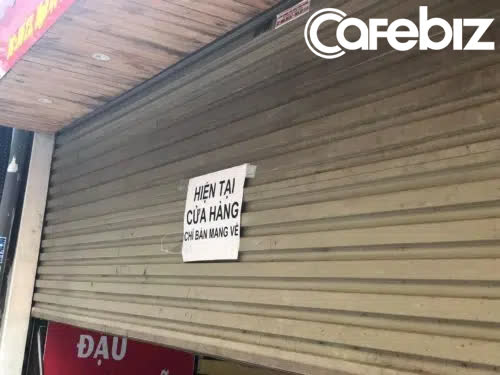 Cafebiz
HIỆN TẠI
CỬA HÀNG
CHỈ BÁN MANG VỀ
ĐẬU